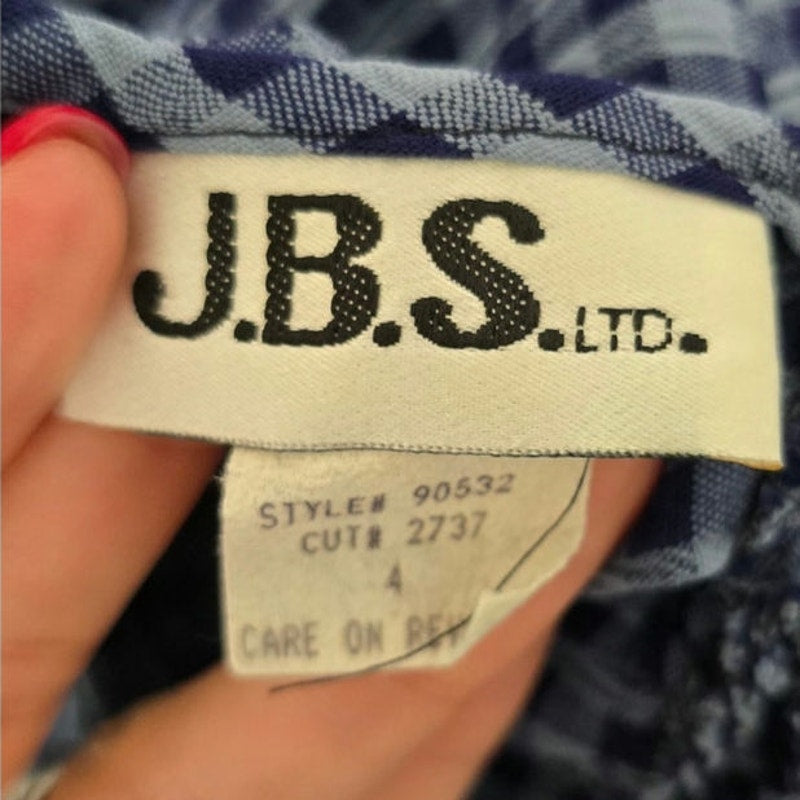 J.B.S. LTD.
STYLE# 90532
CUT# 2737
4
CARE ON REV